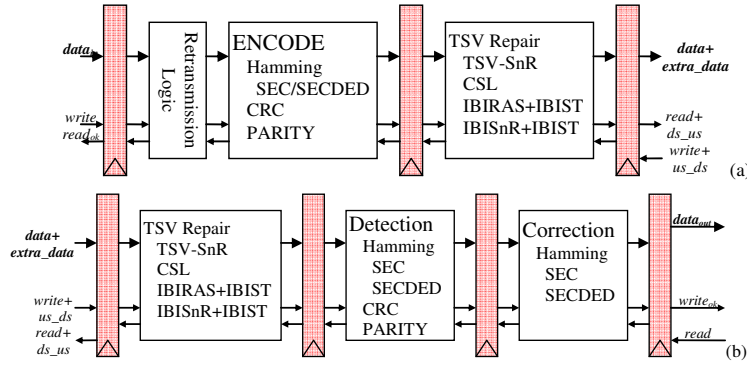 data
write
read_ok
Retransmission
Logic
ENCODE
Hamming
SEC/SECDED
CRC
PARITY
TSV Repair
TSV-SnR
CSL
IBIRAS+IBIST
IBISnR+IBIST
data+
extra_data
read+
ds_us
write+
us_ds
(a)
data+
extra_data
write+
us_ds
read+
ds_us
TSV Repair
TSV-SnR
CSL
IBIRAS+IBIST
IBISnR+IBIST
Detection
Hamming
SEC
SECDED
CRC
PARITY
Correction
Hamming
SEC
SECDED
data_out
write_ok
read
(b)